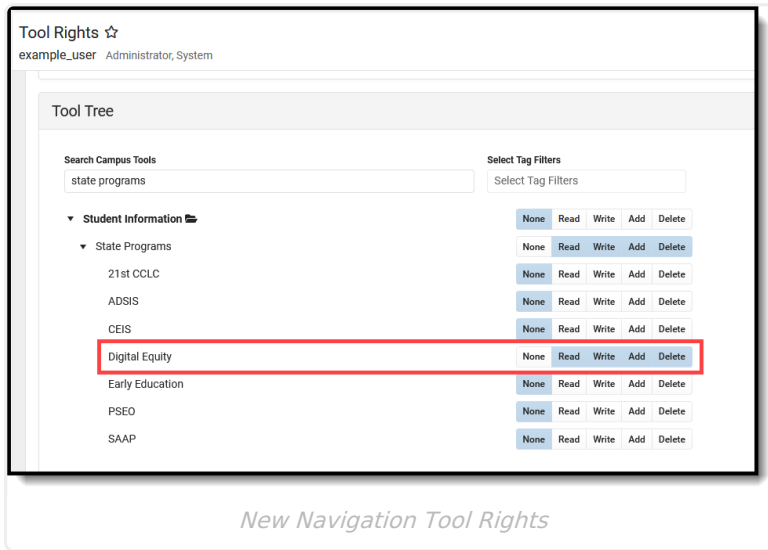 Tool Rights
example_user Administrator, System
Tool Tree
Search Campus Tools Select Tag Filters
state programs Select Tag Filters
Student Information None Read Write Add Delete
State Programs None Read Write Add Delete
21st CCLC None Read Write Add Delete
ADSIS None Read Write Add Delete
CEIS None Read Write Add Delete
Digital Equity None Read Write Add Delete
Early Education None Read Write Add Delete
PSEO None Read Write Add Delete
SAAP None Read Write Add Delete
New Navigation Tool Rights